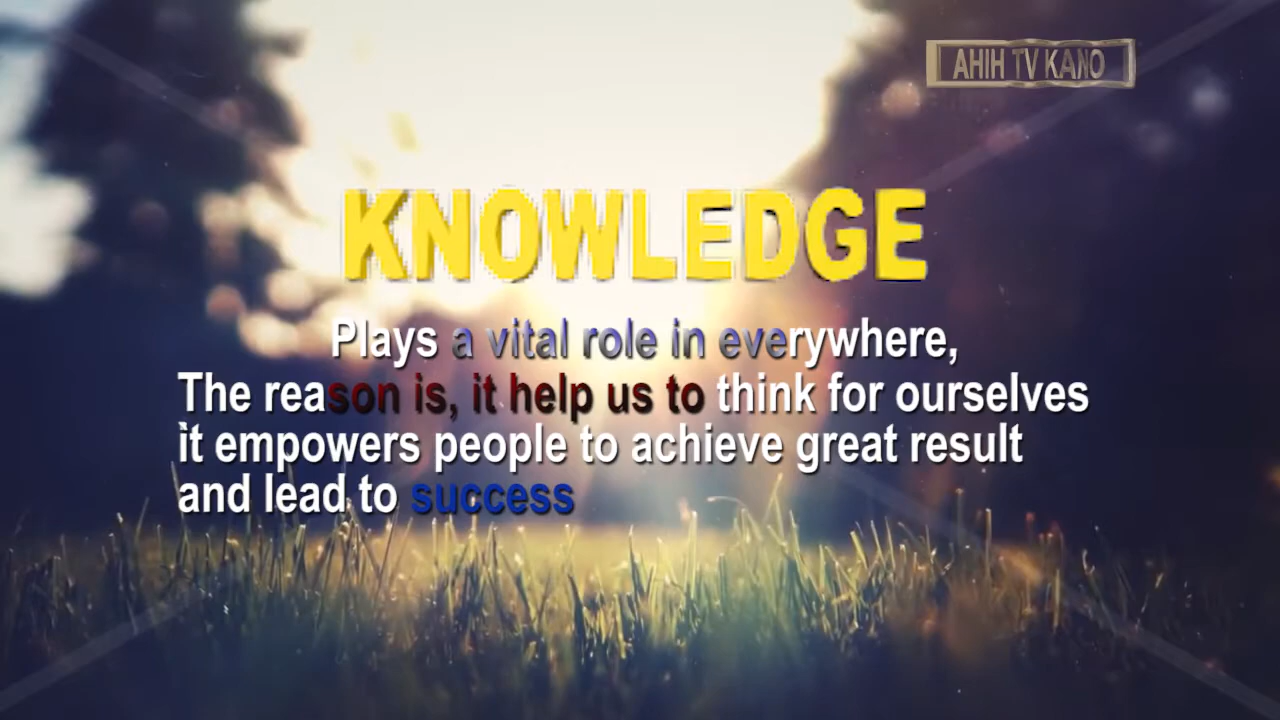 AHIH TV KANO
KNOWLEDGE
Plays a vital role in everywhere,
The reason is, it help us to think for ourselves
it empowers people to achieve great result
and lead to success